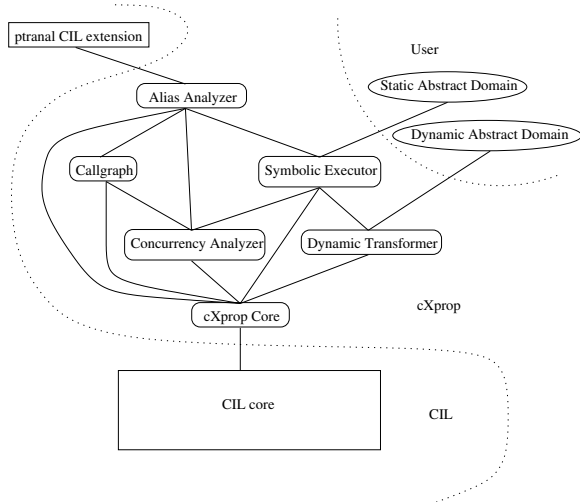 ptranal CIL extension
User
Static Abstract Domain
Alias Analyzer
Dynamic Abstract Domain
Callgraph
Symbolic Executor
Concurrency Analyzer
Dynamic Transformer
cXprop
cXprop Core
CIL core
CIL